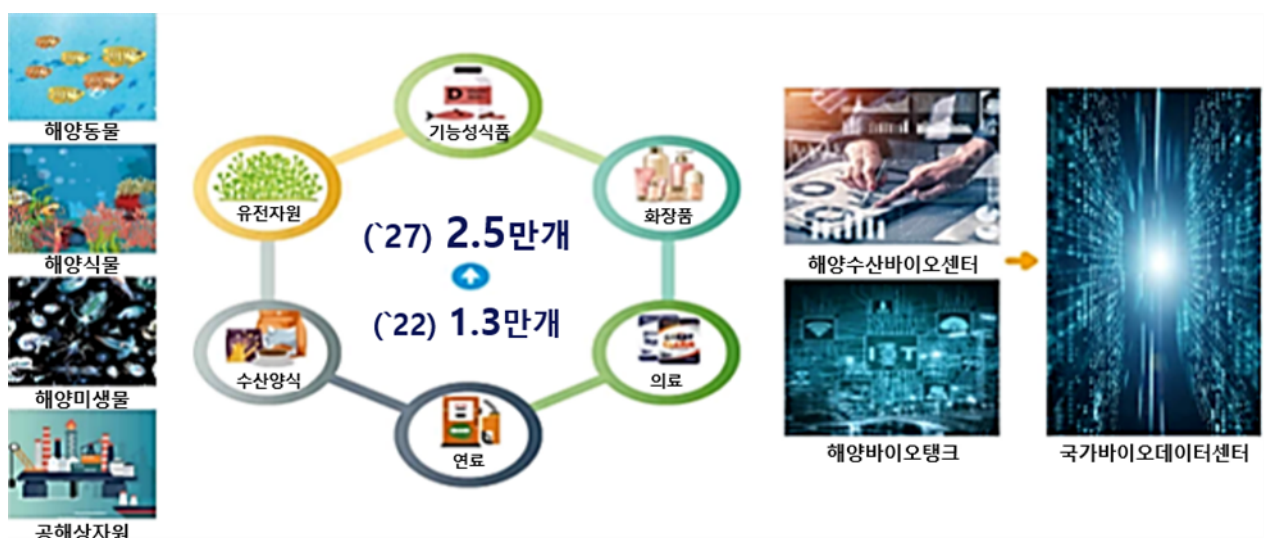 해양동물
해양식물
해양미생물
공해상자원
기능성식품
유전자원
화장품
(`27) 2.5만개
(`22) 1.3만개
수산양식
의료
연료
해양수산바이오센터
해양바이오탱크
국가바이오데이터센터
D
IOT